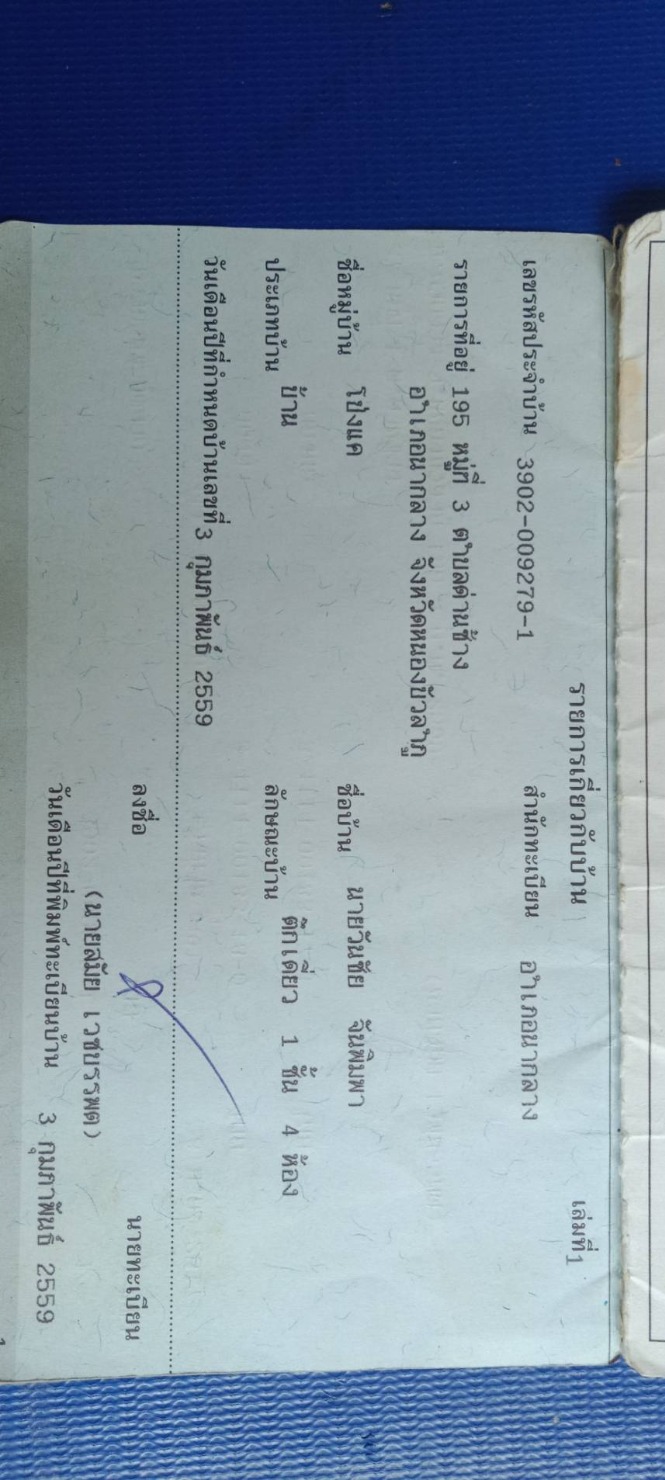 รายการเกี่ยวกับบ้าน เล่มที่ 1
เลขรหัสประจำบ้าน 3902-009279-1 สำนักทะเบียน อำเภอนากลาง
รายการที่อยู่ 195 หมู่ที่ 3 ตำบลด่านช้าง
อำเภอนากลาง จังหวัดหนองบัวลำภู
ชื่อหมู่บ้าน โป่งแค ชื่อบ้าน นายวันชัย จันพิมพา
ประเภทบ้าน บ้าน ลักษณะบ้าน ตึกเดี่ยว 1 ชั้น 4 ห้อง
วันเดือนปีที่กำหนดบ้านเลขที่ 3 กุมภาพันธ์ 2559
ลงชื่อ นายทะเบียน
(นายสมัย เวชบรรพต)
วันเดือนปีที่พิมพ์ทะเบียนบ้าน 3 กุมภาพันธ์ 2559